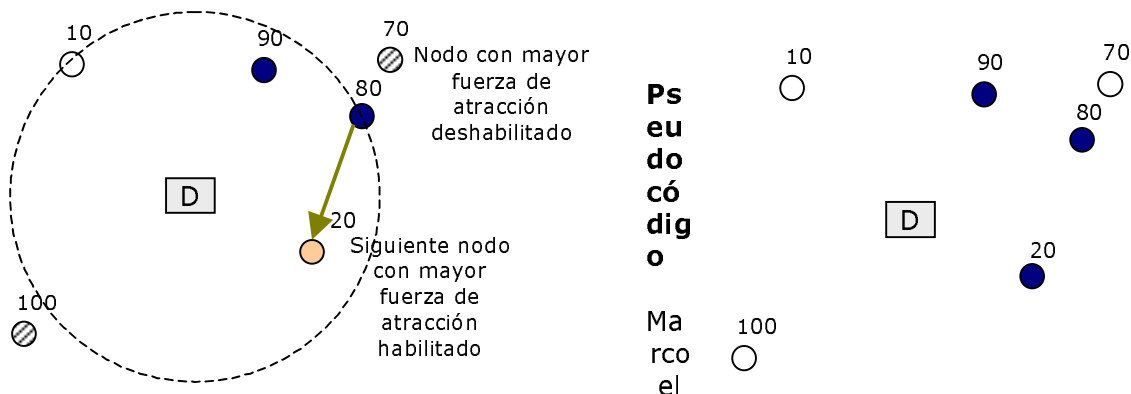 10
90
70
Nodo con mayor
fuerza de
atracción
deshabilitado
80
D
20
Siguiente nodo
con mayor
fuerza de
atracción
habilitado
100
Ps
eu
do
có
dig
o
Ma
rco
el
10
90
70
80
D
20
100